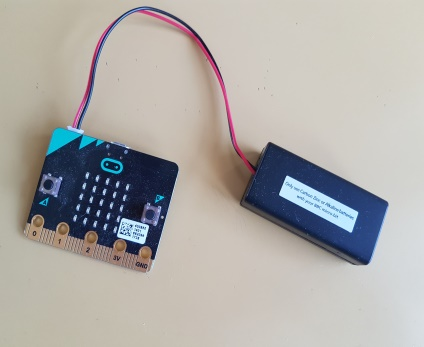 Only use Carbon Zinc or Alkaline batteries
with your BBC micro:bit
0
1
2
3V
GND